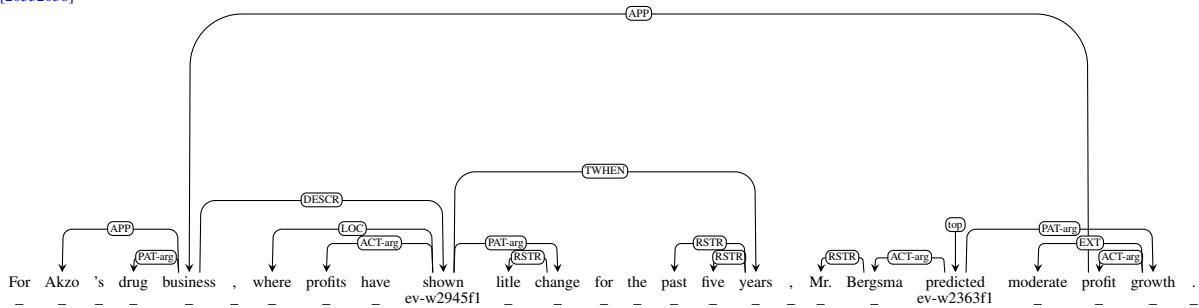 APP
TWHEN
DESCR
top
APP LOC PAT-arg
ACT-arg PAT-arg RSTR EXT
PAT-arg RSTR RSTR RSTR ACT-arg ACT-arg
For Akzo 's drug business , where profits have shown litle change for the past five years , Mr. Bergsma predicted moderate profit growth .
_ _ _ _ _ _ _ _ _ ev-w2945f1 _ _ _ _ _ _ _ _ _ _ ev-w2363f1 _ _ _ _